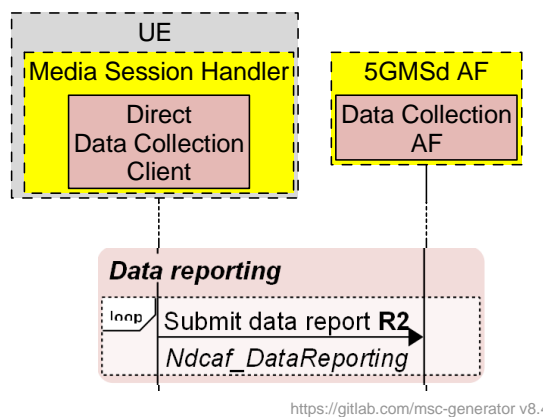 UE
Media Session Handler
Direct
Data Collection
Client
5GMSd AF
Data Collection
AF
Data reporting
loop
Submit data report R2
Ndcaf_DataReporting
https://gitlab.com/msc-generator v8.4